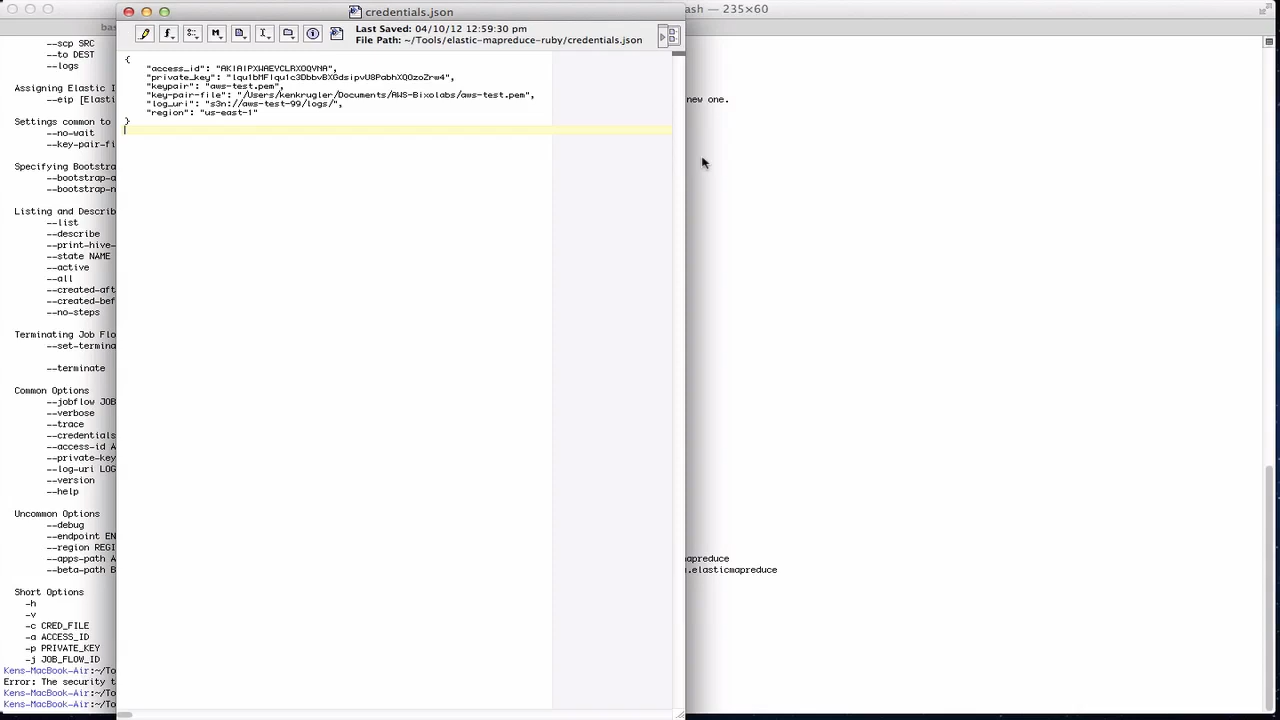 credentials.json
ash — 235×60
Last Saved: 04/10/12 12:59:30 pm
File Path: ~/Tools/elastic-mapreduce-ruby/credentials.json
{
"access_id":
"private_key":
"keypair": "aws-test.pem",
"key-pair-file": "/Users/kenkrugler/Documents/AWS-Bixolabs/aws-test.pem",
"log_uri": "s3n://aws-test-99/logs/",
"region": "us-east-1"
}
--scp SRC
--to DEST
--logs
Assigning Elastic I
--eip [Elasti
new one.
Settings common to
--no-wait
--key-pair-fi
Specifying Bootstra
--bootstrap-a
--bootstrap-n
Listing and Describ
--list
--describe
--print-hive-
--state NAME
--active
--all
--created-aft
--created-bef
--no-steps
Terminating Job Flo
--set-termina
--terminate
Common Options
--jobflow JOB
--verbose
--trace
--credentials
--access-id A
--private-key
--log-uri LOG
--version
--help
Uncommon Options
--debug
--endpoint EN
--region REGI
--apps-path A
apreduce
--beta-path B
.elasticmapreduce
Short Options
-h
-v
-c CRED_FILE
-a ACCESS_ID
-p PRIVATE_KEY
-j JOB_FLOW_ID
Kens-MacBook-Air:~/To
Error: The security t
Kens-MacBook-Air:~/To
Kens-MacBook-Air:~/To